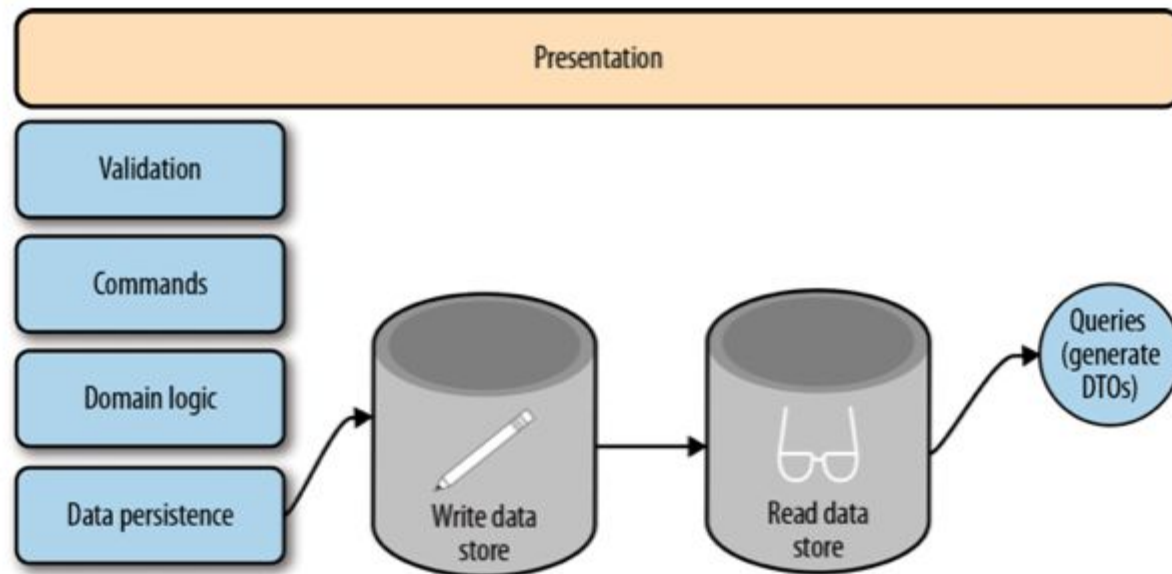 Presentation
Validation
Commands
Domain logic
Data persistence
Write data
store
Read data
store
Queries
(generate
DTOs)